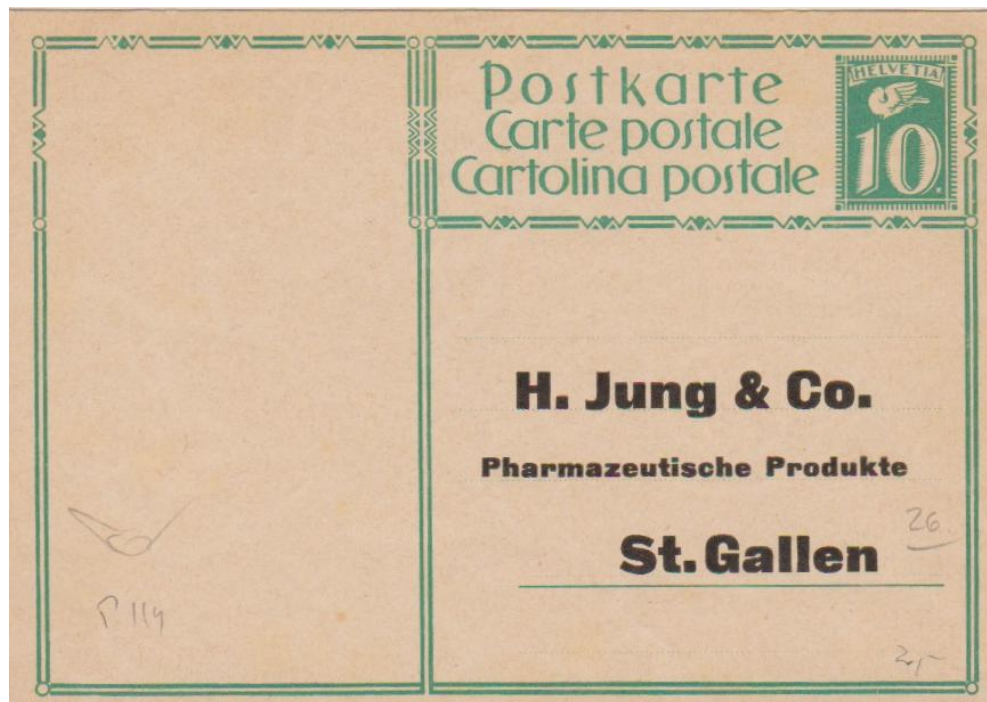 Postkarte
Carte postale
Cartolina postale
HELVETIA
10
H. Jung & Co.
Pharmazeutische Produkte
St. Gallen
26.
P 114